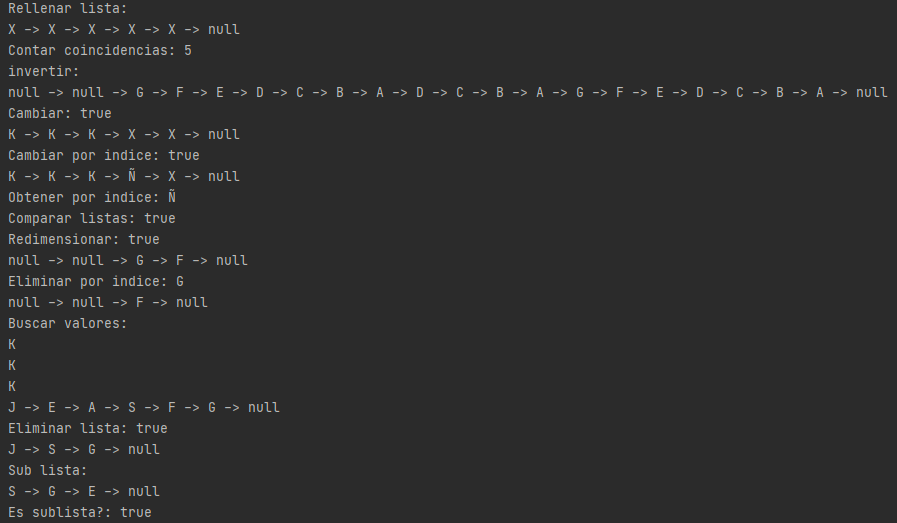 Rellenar lista:
X -> X -> X -> X -> X -> null
Contar coincidencias: 5
invertir:
null -> null -> G -> F -> E -> D -> C -> B -> A -> D -> C -> B -> A -> G -> F -> E -> D -> C -> B -> A -> null
Cambiar: true
K -> K -> K -> X -> X -> null
Cambiar por indice: true
K -> K -> K -> Ñ -> X -> null
Obtener por indice: Ñ
Comparar listas: true
Redimensionar: true
null -> null -> G -> F -> null
Eliminar por indice: G
null -> null -> F -> null
Buscar valores:
K
K
K
J -> E -> A -> S -> F -> G -> null
Eliminar lista: true
J -> S -> G -> null
Sub lista:
S -> G -> E -> null
Es sublista?: true